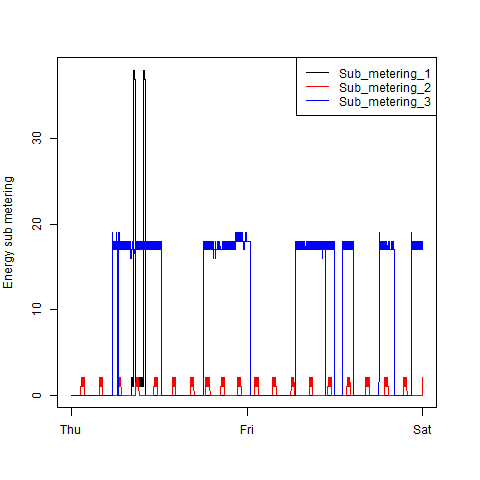 Sub_metering_1
Sub_metering_2
Sub_metering_3
Energy sub metering
30
20
10
0
Thu
Fri
Sat